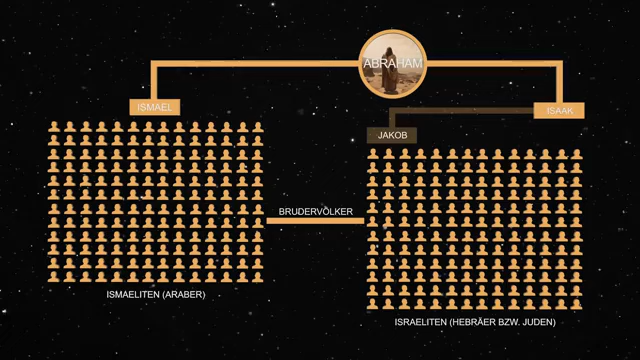 ABRAHAM
ISMAEL
ISAAK
JAKOB
BRUDERVÖLKER
ISMAELITEN (ARABER)
ISRAELITEN (HEBRÄER BZW. JUDEN)